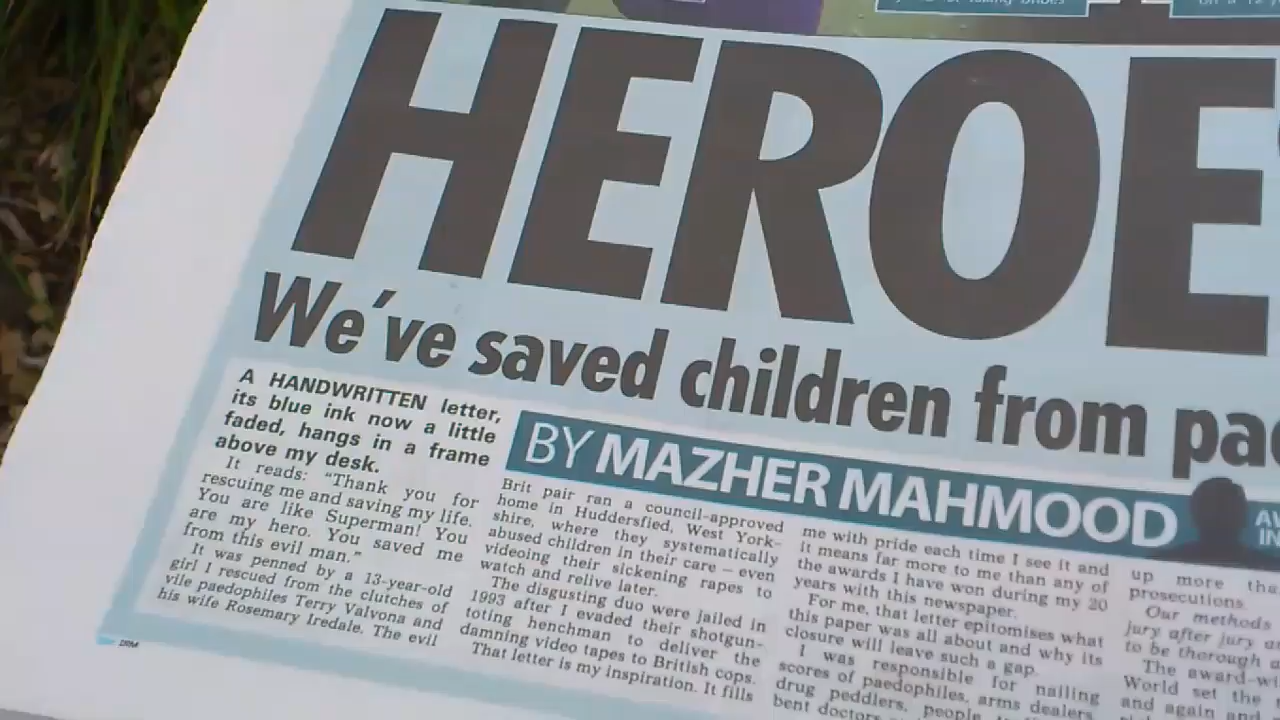 HEROE
We've saved children from pae
A HANDWRITTEN letter,
its blue ink now a little
faded, hangs in a frame
above my desk.
It reads: "Thank you for
rescuing me and saving my life.
You are like Superman! You
are my hero. You saved me
from this evil man."
It was penned by a 13-year-old
girl I rescued from the clutches of
vile paedophiles Terry Valvona and
his wife Rosemary Iredale. The evil
BY MAZHER MAHMOOD
Brit pair ran a council-approved
home in Huddersfied, West York-
shire, where they systematically
abused children in their care – even
videoing their sickening rapes to
watch and relive later.
The disgusting duo were jailed in
1993 after I evaded their shotgun-
toting henchman to deliver the
damning video tapes to British cops.
That letter is my inspiration. It fills
me with pride each time I see it and
it means far more to me than any of
the awards I have won during my 20
years with this newspaper.
For me, that letter epitomises what
this paper was all about and why its
closure will leave such a gap.
I was responsible for nailing
scores of paedophiles, arms dealers,
drug peddlers, people
bent doctors
up more tha
prosecutions.
Our methods
jury after jury a
to be thorough a
The award-wi
World set the
and again and